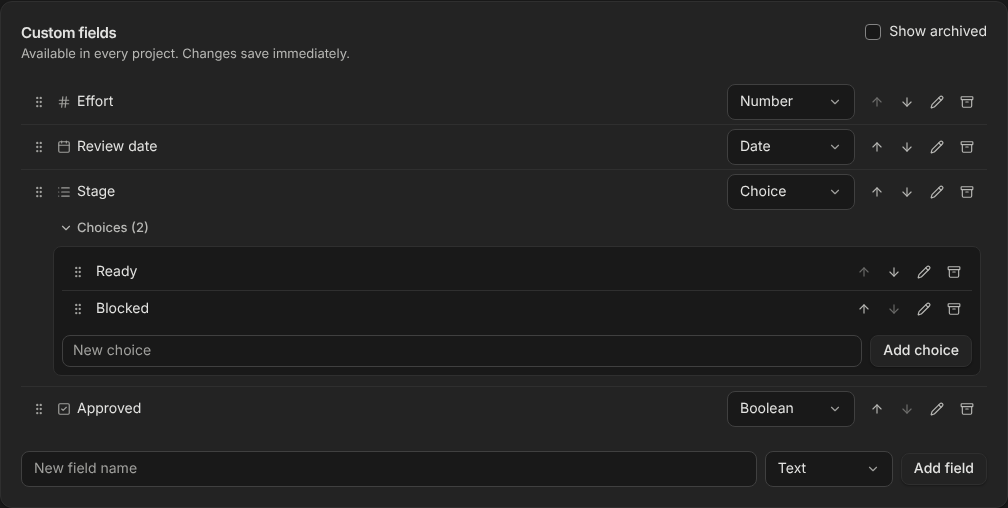 Custom fields
Show archived
Available in every project. Changes save immediately.
Effort
Number
Review date
Date
Stage
Choice
Choices (2)
Ready
Blocked
New choice
Add choice
Approved
Boolean
New field name
Text
Add field